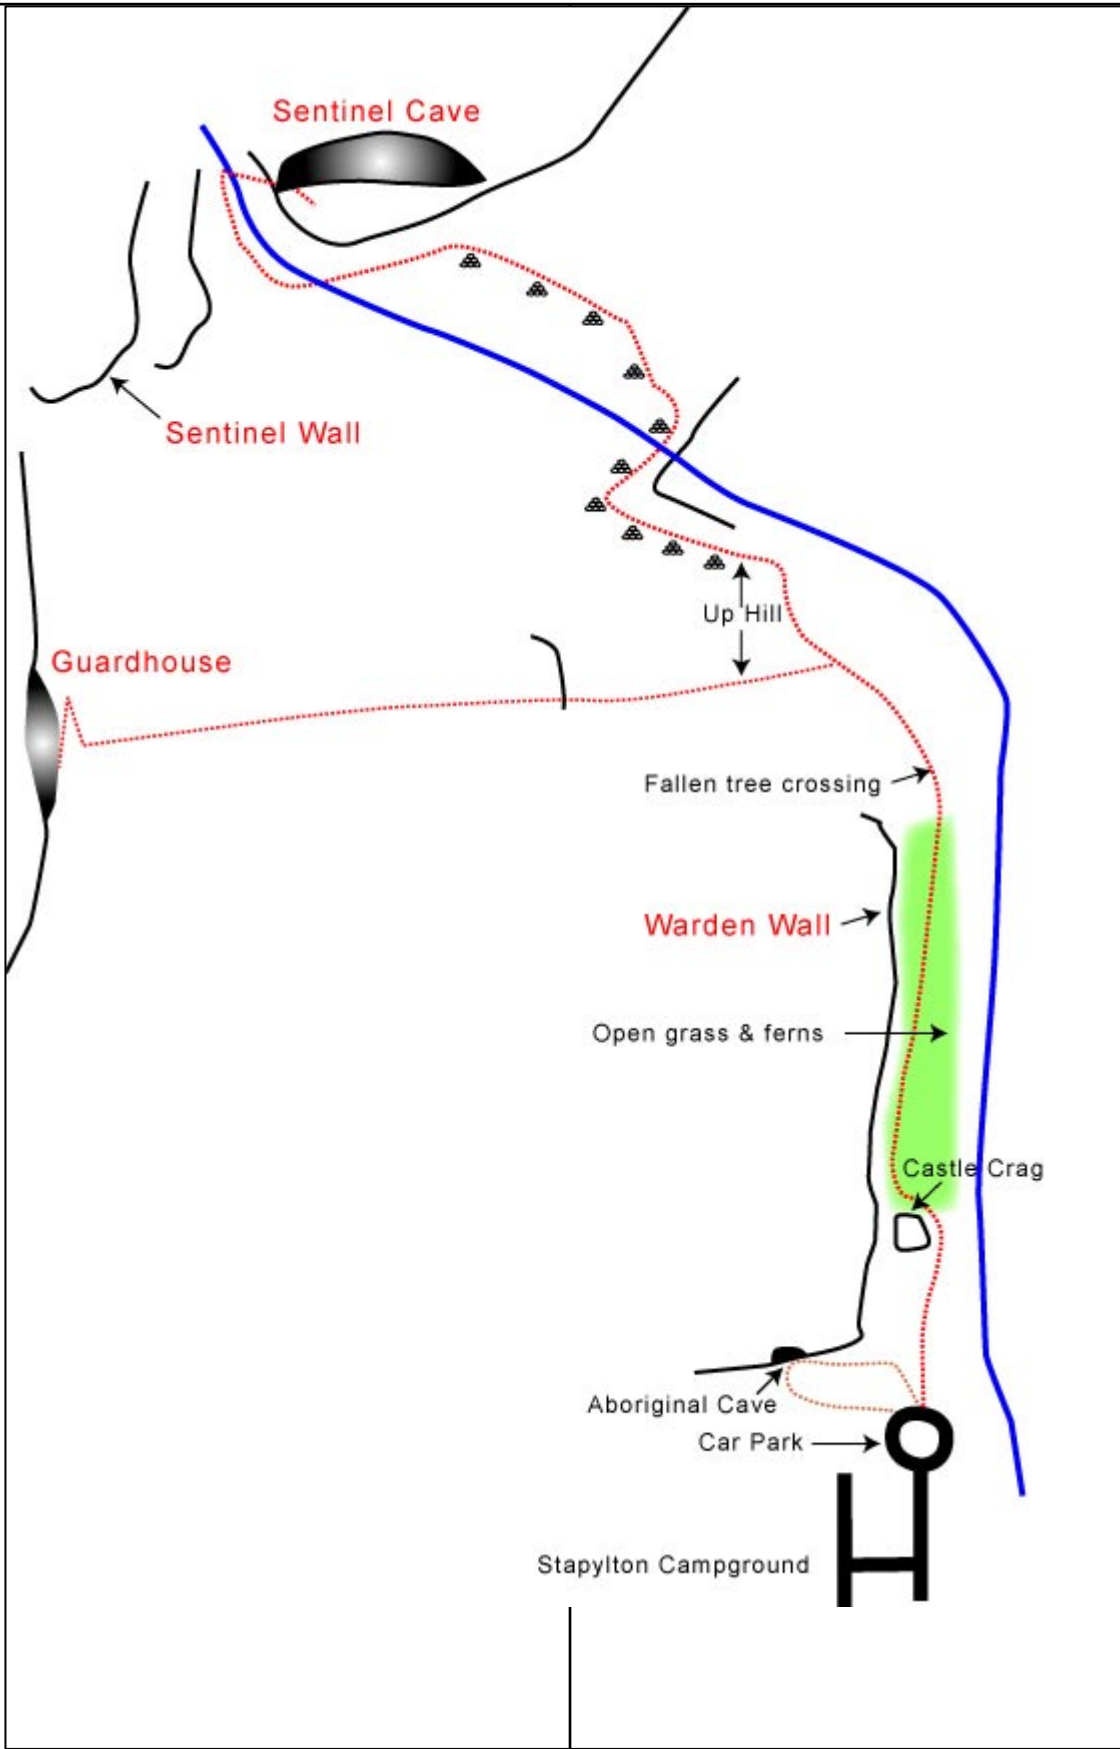 Sentinel Cave
Sentinel Wall
Up Hill
Guardhouse
Fallen tree crossing
Warden Wall
Open grass & ferns
Castle Crag
Aboriginal Cave
Car Park
Stapylton Campground